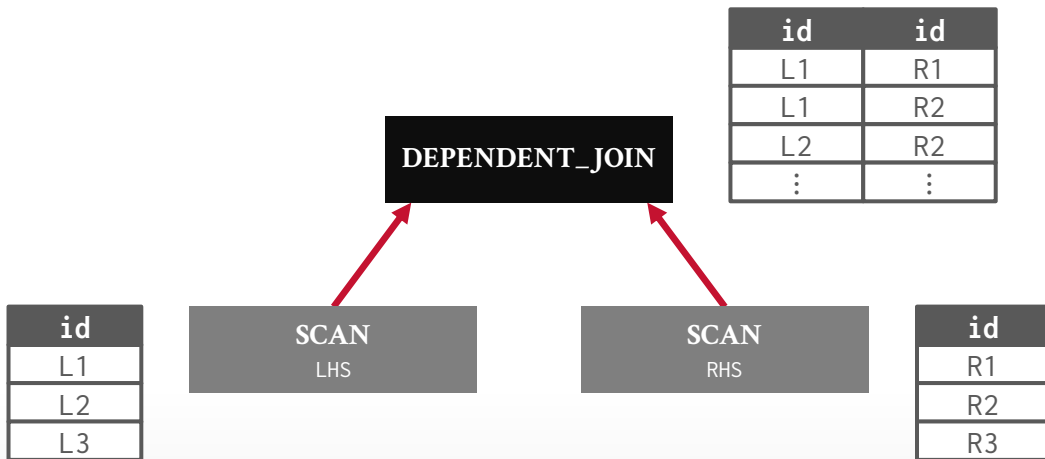 id id
L1 R1
L1 R2
L2 R2
⋮ ⋮
DEPENDENT_JOIN
id
L1
L2
L3
SCAN
LHS
SCAN
RHS
id
R1
R2
R3